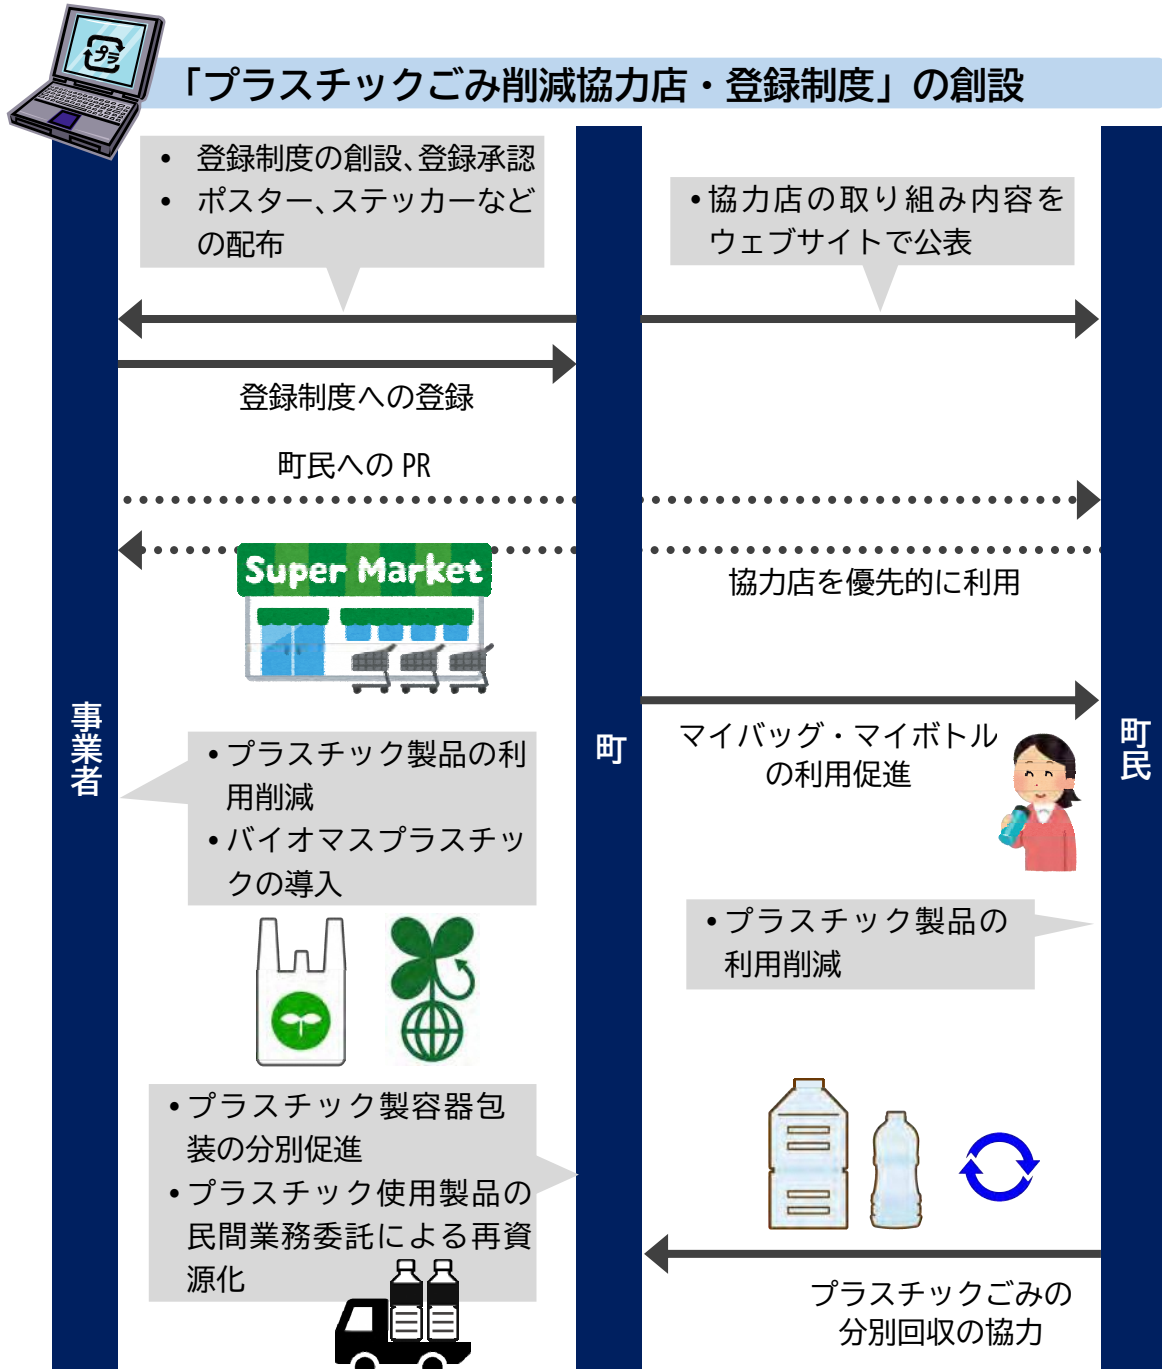 プラ
「プラスチックごみ削減協力店・登録制度」の創設
• 登録制度の創設、登録承認
• ポスター、ステッカーなど
の配布
•協力店の取り組み内容を
ウェブサイトで公表
登録制度への登録
町民への PR
Super Market
協力店を優先的に利用
事業者
町
町民
マイバッグ・マイボトル
の利用促進
•プラスチック製品の利
用削減
•バイオマスプラスチッ
クの導入
•プラスチック製品の
利用削減
•プラスチック製容器包
装の分別促進
•プラスチック使用製品の
民間業務委託による再資
源化
プラスチックごみの
分別回収の協力